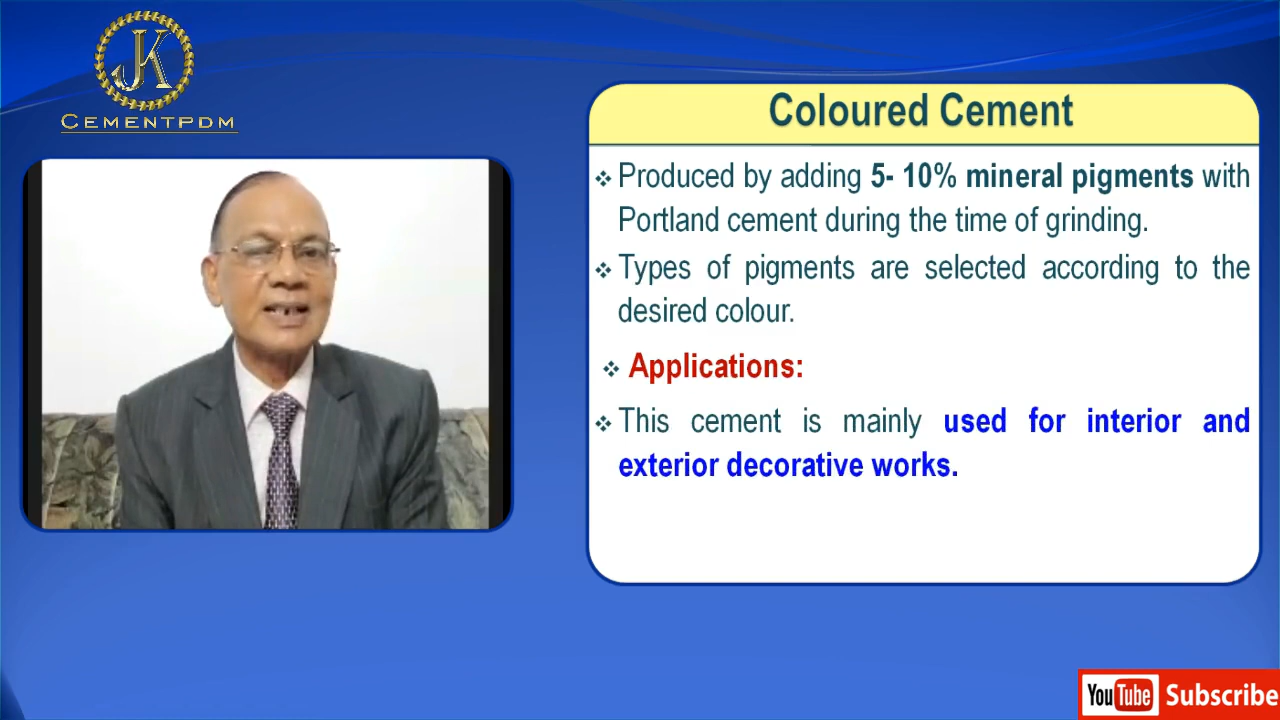 JK
CEMENTPDM
Coloured Cement
❖ Produced by adding 5- 10% mineral pigments with
Portland cement during the time of grinding.
❖ Types of pigments are selected according to the
desired colour.
❖ Applications:
❖ This cement is mainly used for interior and
exterior decorative works.
YouTube Subscribe